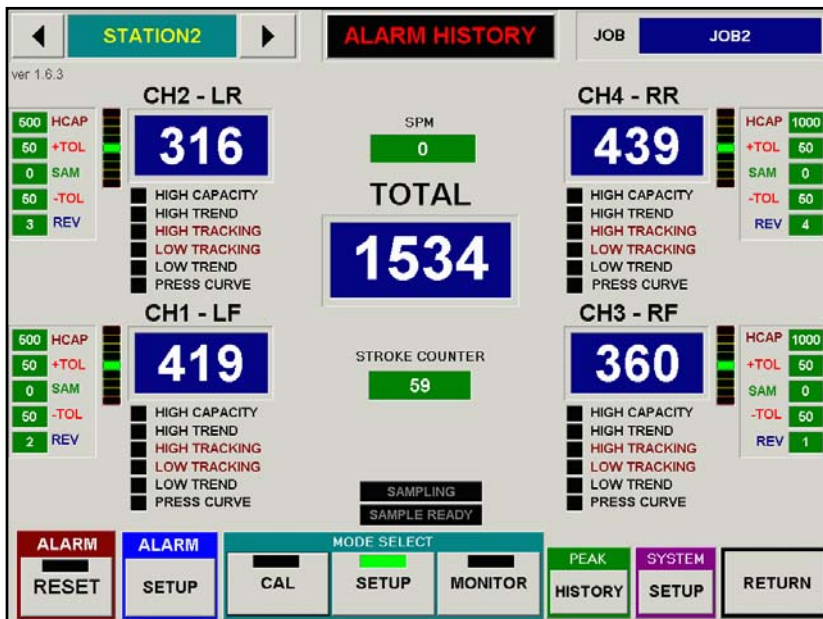 STATION2
ALARM HISTORY
JOB JOB2
ver 1.6.3
CH2 - LR
500 HCAP
50 +TOL
0 SAM
50 -TOL
3 REV
316
HIGH CAPACITY
HIGH TREND
HIGH TRACKING
LOW TRACKING
LOW TREND
PRESS CURVE
SPM
0
TOTAL
1534
CH4 - RR
439
HCAP 1000
+TOL 50
SAM 0
-TOL 50
REV 4
HIGH CAPACITY
HIGH TREND
HIGH TRACKING
LOW TRACKING
LOW TREND
PRESS CURVE
CH1 - LF
500 HCAP
50 +TOL
0 SAM
50 -TOL
2 REV
419
HIGH CAPACITY
HIGH TREND
HIGH TRACKING
LOW TRACKING
LOW TREND
PRESS CURVE
STROKE COUNTER
59
SAMPLING
SAMPLE READY
CH3 - RF
360
HCAP 1000
+TOL 50
SAM 0
-TOL 50
REV 1
HIGH CAPACITY
HIGH TREND
HIGH TRACKING
LOW TRACKING
LOW TREND
PRESS CURVE
ALARM
RESET
ALARM
SETUP
MODE SELECT
CAL
SETUP
MONITOR
PEAK
HISTORY
SYSTEM
SETUP
RETURN